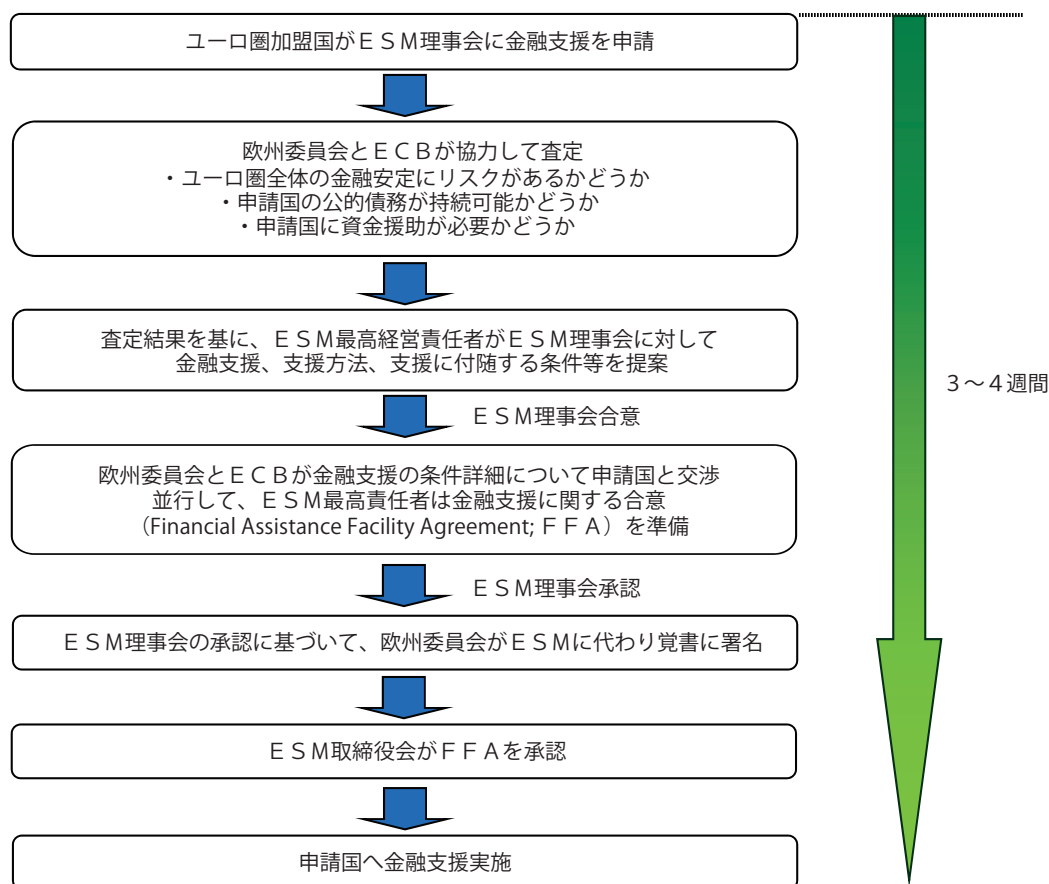 ユーロ圏加盟国がＥＳＭ理事会に金融支援を申請
欧州委員会とＥＣＢが協力して査定
・ユーロ圏全体の金融安定にリスクがあるかどうか
・申請国の公的債務が持続可能かどうか
・申請国に資金援助が必要かどうか
査定結果を基に、ＥＳＭ最高経営責任者がＥＳＭ理事会に対して
金融支援、支援方法、支援に付随する条件等を提案
３～４週間
ＥＳＭ理事会合意
欧州委員会とＥＣＢが金融支援の条件詳細について申請国と交渉
並行して、ＥＳＭ最高責任者は金融支援に関する合意
（Financial Assistance Facility Agreement; ＦＦＡ）を準備
ＥＳＭ理事会承認
ＥＳＭ理事会の承認に基づいて、欧州委員会がＥＳＭに代わり覚書に署名
ＥＳＭ取締役会がＦＦＡを承認
申請国へ金融支援実施